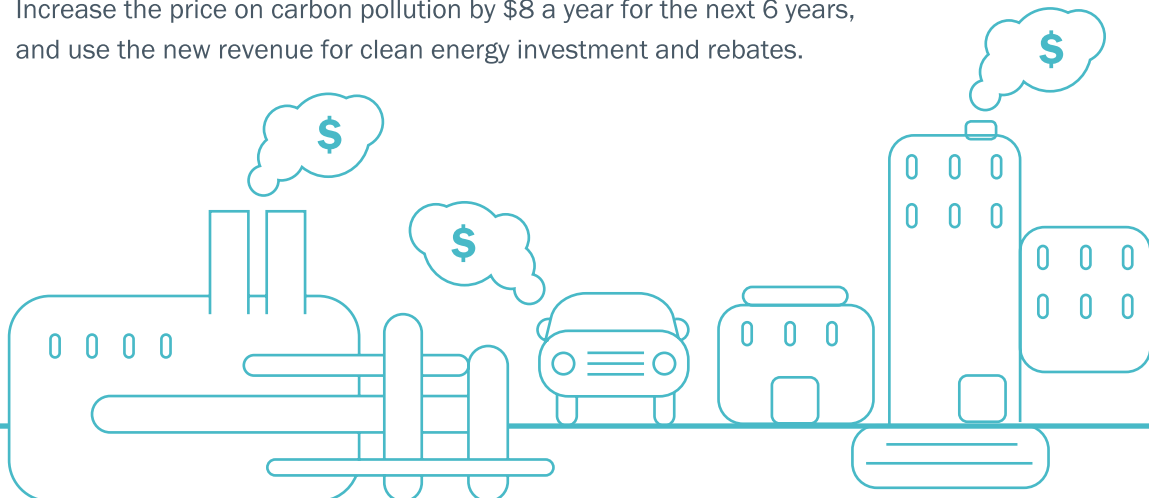 Increase the price on carbon pollution by $8 a year for the next 6 years,
and use the new revenue for clean energy investment and rebates.
$
$
$